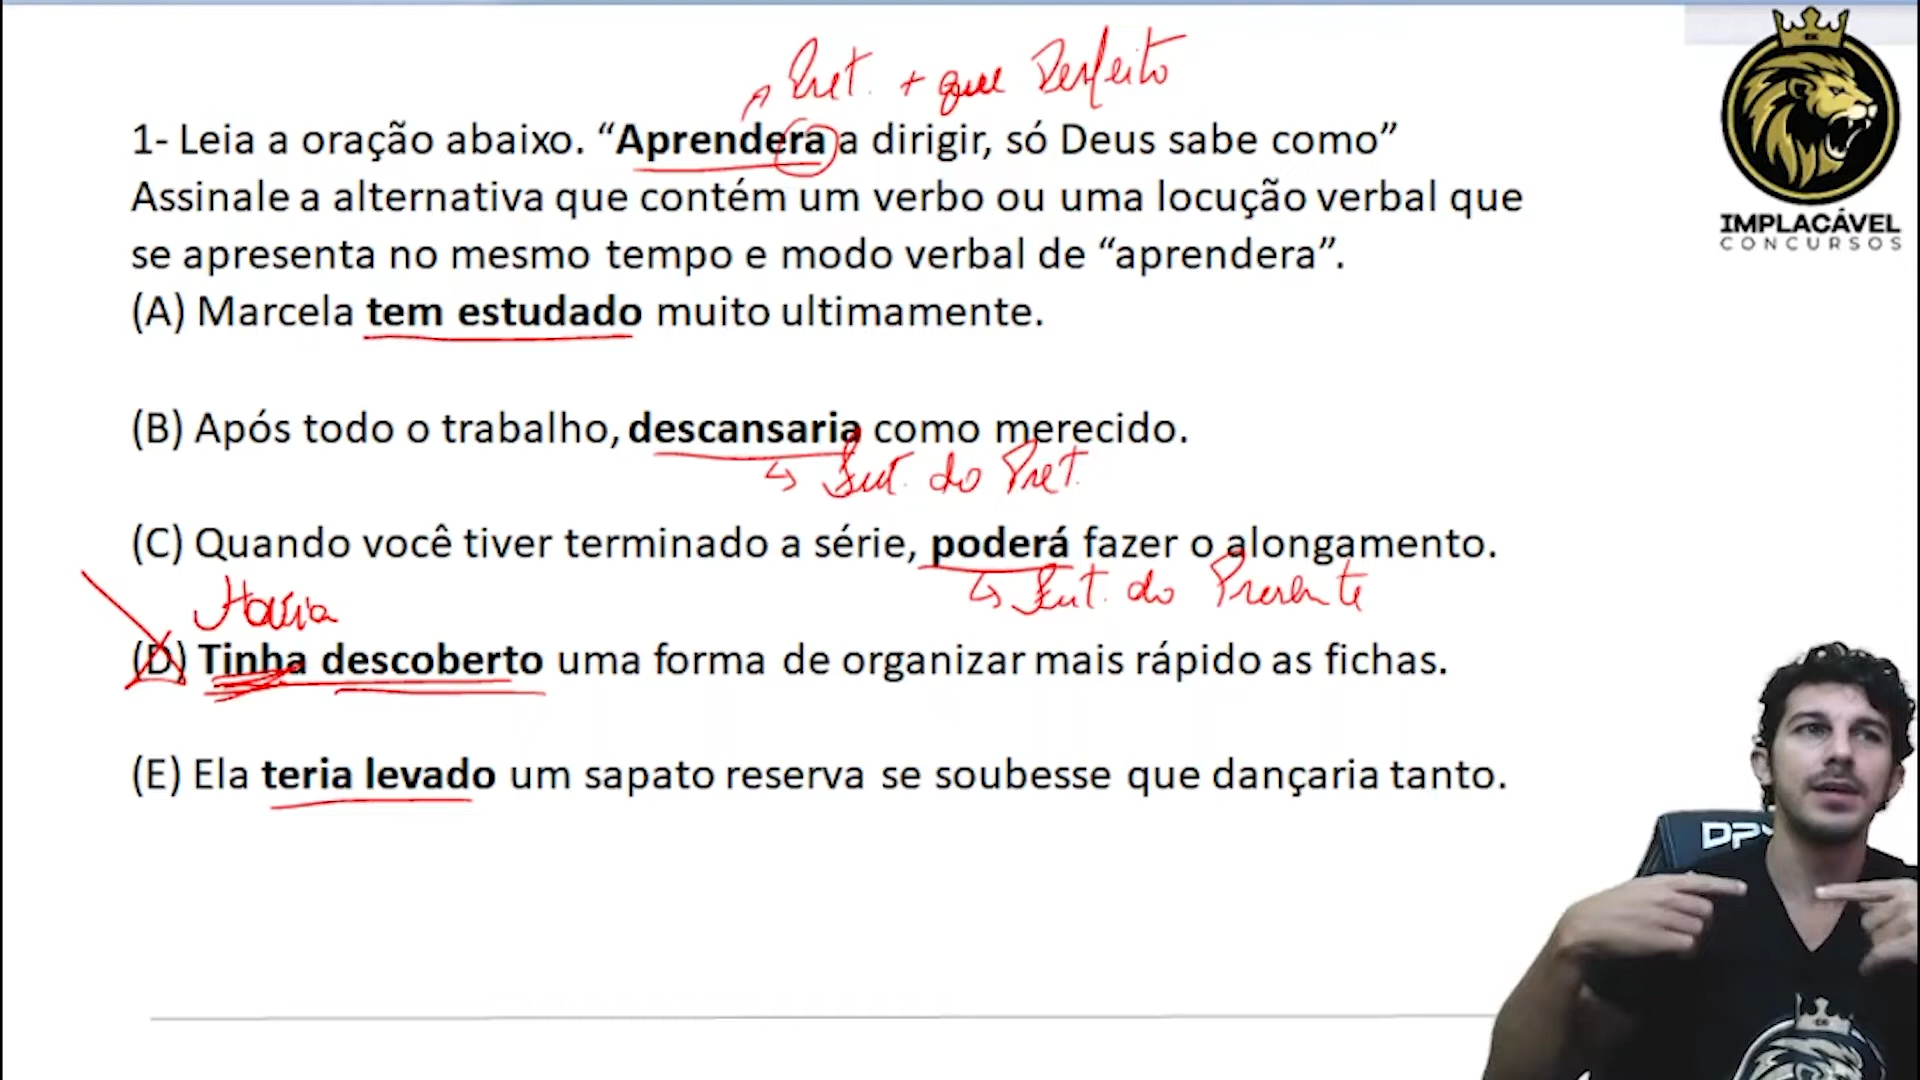 Pret. + que Perfeito
1- Leia a oração abaixo. “Aprendera a dirigir, só Deus sabe como”
Assinale a alternativa que contém um verbo ou uma locução verbal que
se apresenta no mesmo tempo e modo verbal de “aprendera”.
(A) Marcela tem estudado muito ultimamente.
(B) Após todo o trabalho, descansaria como merecido.
Fut. do Pret.
(C) Quando você tiver terminado a série, poderá fazer o alongamento.
Fut. do Presente
Havia
(D) Tinha descoberto uma forma de organizar mais rápido as fichas.
(E) Ela teria levado um sapato reserva se soubesse que dançaria tanto.
IMPLACÁVEL
CONCURSOS